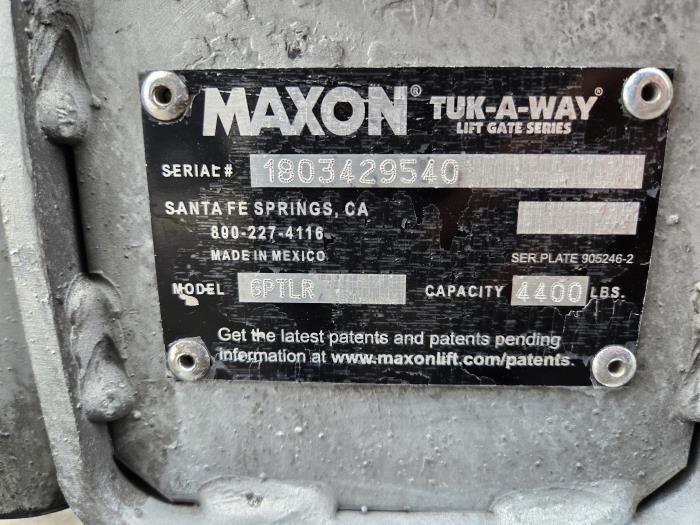 MAXON® TUK-A-WAY®
LIFT GATE SERIES
SERIAL# 1803429540
SANTA FE SPRINGS, CA
800-227-4116
MADE IN MEXICO
SER.PLATE 905246-2
MODEL GPTLR CAPACITY 4400 LBS.
Get the latest patents and patents pending
information at www.maxonlift.com/patents.